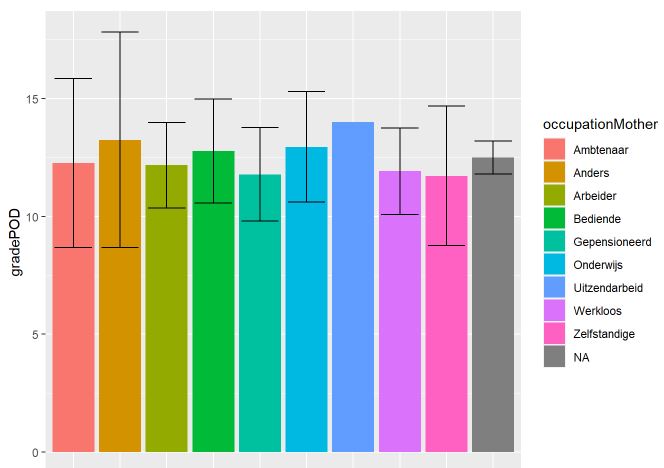 15
10
5
0
gradePOD
occupationMother
Ambtenaar
Anders
Arbeider
Bediende
Gepensioneerd
Onderwijs
Uitzendarbeid
Werkloos
Zelfstandige
NA